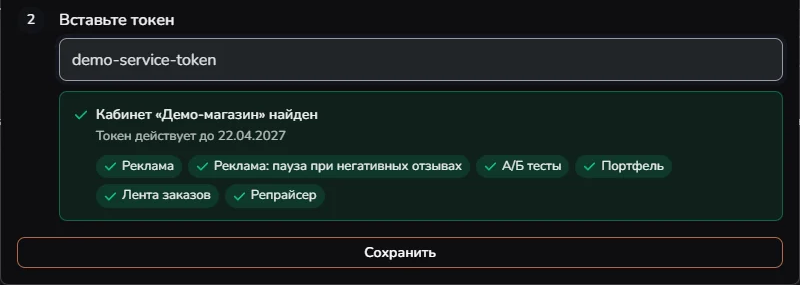 2 Вставьте токен
demo-service-token
Кабинет «Демо-магазин» найден
Токен действует до 22.04.2027
Реклама Реклама: пауза при негативных отзывах А/Б тесты Портфель
Лента заказов Репрайсер
Сохранить